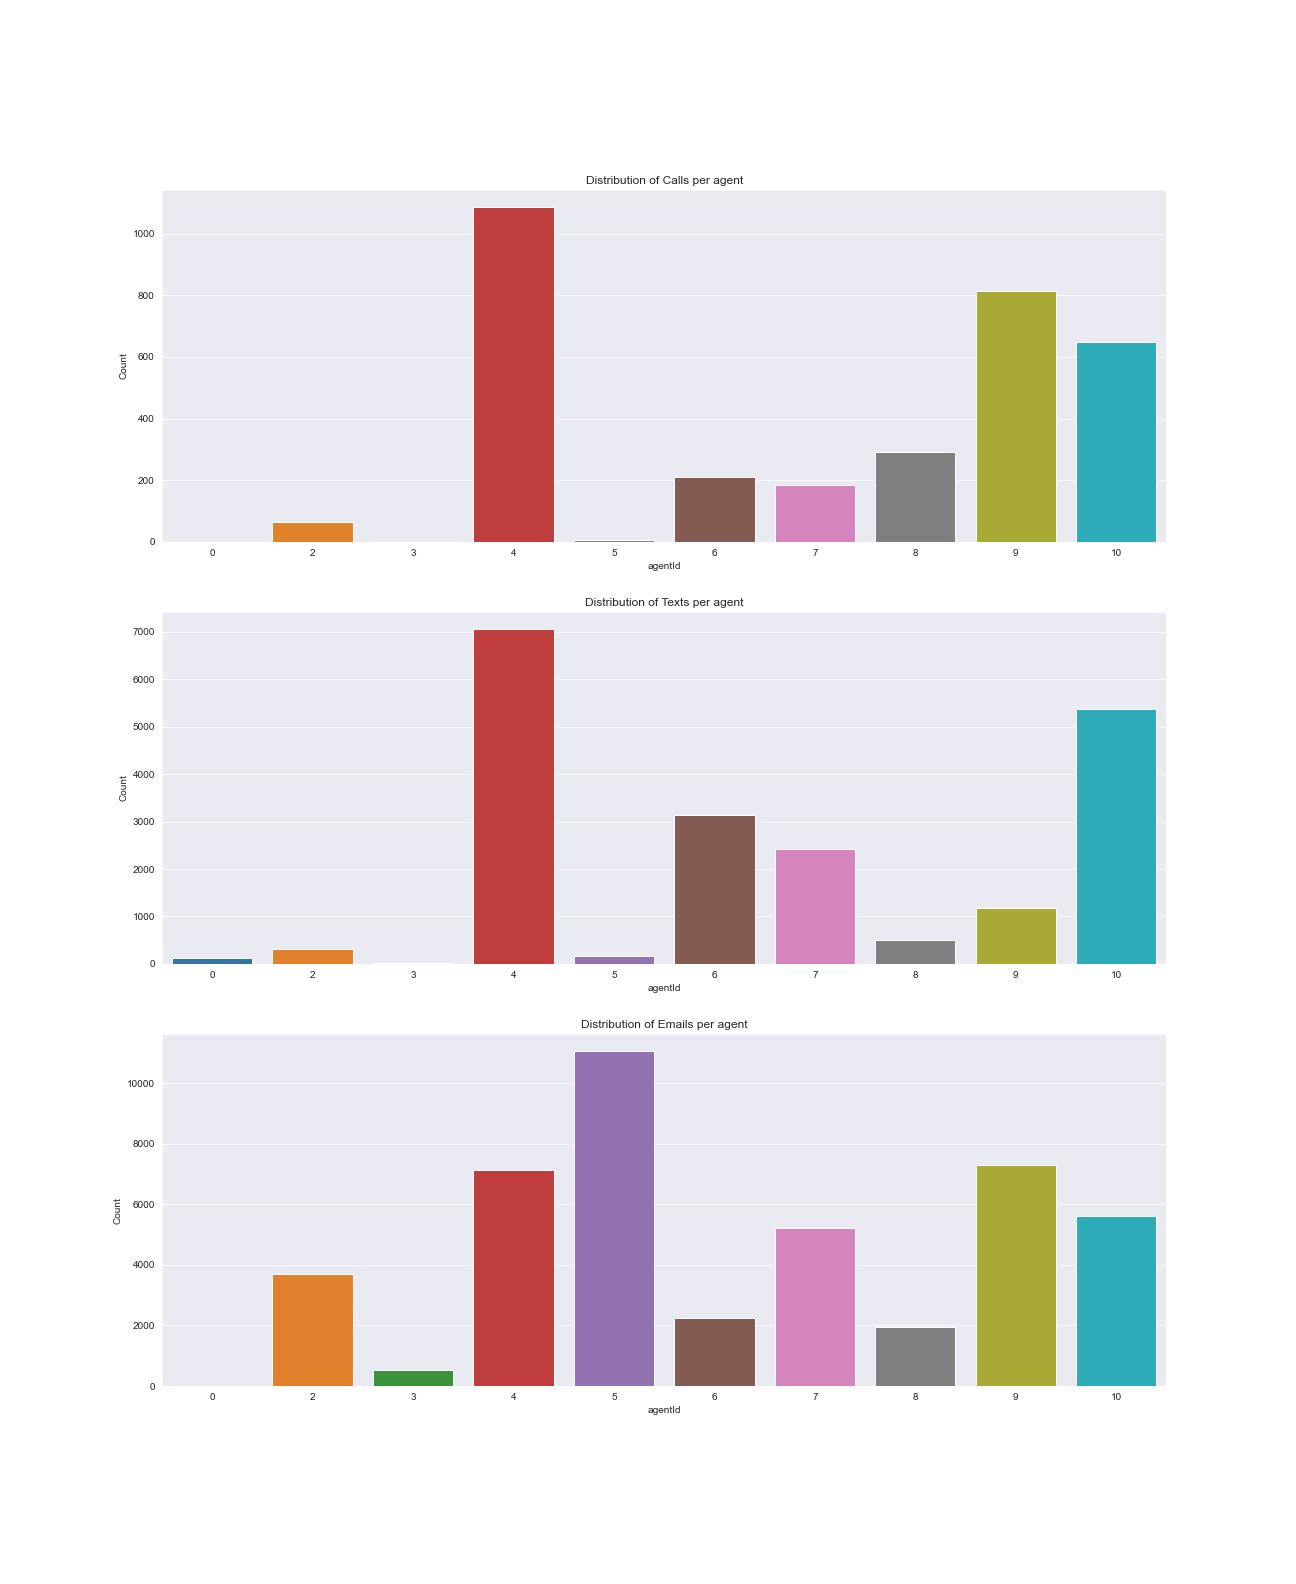 Distribution of Calls per agent
1000
800
600
400
200
0
Count
0 2 3 4 5 6 7 8 9 10
agentId
Distribution of Texts per agent
7000
6000
5000
4000
3000
2000
1000
0
Count
0 2 3 4 5 6 7 8 9 10
agentId
Distribution of Emails per agent
10000
8000
6000
4000
2000
0
Count
0 2 3 4 5 6 7 8 9 10
agentId